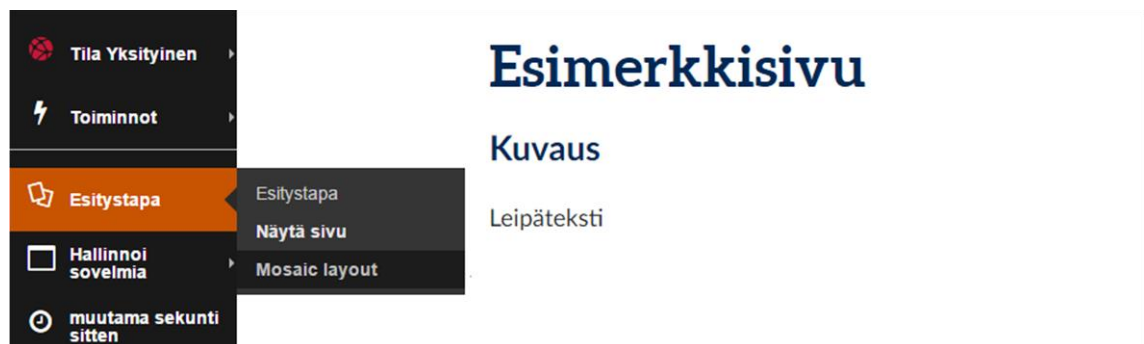 Tila Yksityinen
Toiminnot
Esitystapa
Hallinnoi
sovelmia
muutama sekunti
sitten
Esitystapa
Näytä sivu
Mosaic layout
Esimerkkisivu
Kuvaus
Leipäteksti